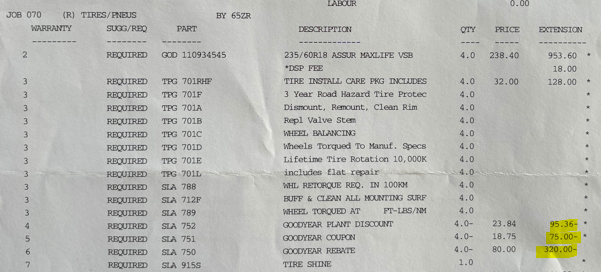 LABOUR 0.00
JOB 070 (R) TIRES/PNEUS BY 65ZR
WARRANTY SUGG/REQ PART DESCRIPTION QTY PRICE EXTENSION
2 REQUIRED GOD 110934545 235/60R18 ASSUR MAXLIFE VSB 4.0 238.40 953.60 *
*DSP FEE 18.00
3 REQUIRED TPG 701RHF TIRE INSTALL CARE PKG INCLUDES 4.0 32.00 128.00 *
3 REQUIRED TPG 701F 3 Year Road Hazard Tire Protec 4.0 *
3 REQUIRED TPG 701A Dismount, Remount, Clean Rim 4.0 *
3 REQUIRED TPG 701B Repl Valve Stem 4.0 *
3 REQUIRED TPG 701C WHEEL BALANCING 4.0 *
3 REQUIRED TPG 701D Wheels Torqued To Manuf. Specs 4.0 *
3 REQUIRED TPG 701E Lifetime Tire Rotation 10,000K 4.0 *
3 REQUIRED TPG 701L includes flat repair 4.0 *
3 REQUIRED SLA 788 WHL RETORQUE REQ. IN 100KM 4.0 *
3 REQUIRED SLA 712F BUFF & CLEAN ALL MOUNTING SURF 4.0 *
3 REQUIRED SLA 789 WHEEL TORQUED AT FT-LBS/NM 4.0 *
4 REQUIRED SLA 752 GOODYEAR PLANT DISCOUNT 4.0- 23.84 95.36- *
5 REQUIRED SLA 751 GOODYEAR COUPON 4.0- 18.75 75.00- *
6 REQUIRED SLA 750 GOODYEAR REBATE 4.0- 80.00 320.00- *
7 REQUIRED SLA 915S TIRE SHINE 1.0 *